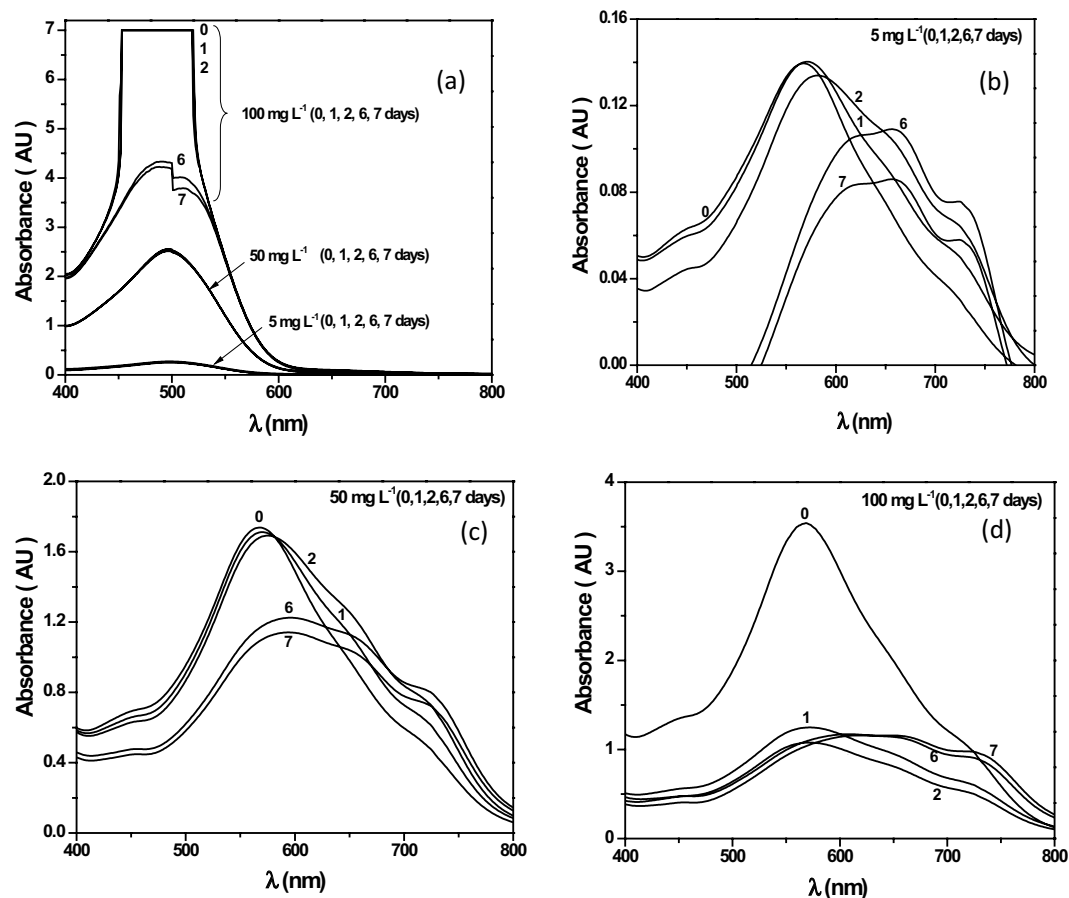 7
6
5
4
3
2
1
0
Absorbance ( AU )
0
1
2
(a)
100 mg L⁻¹ (0, 1, 2, 6, 7 days)
6
7
50 mg L⁻¹ (0, 1, 2, 6, 7 days)
5 mg L⁻¹ (0, 1, 2, 6, 7 days)
400 500 600 700 800
λ (nm)
0.16
0.12
0.08
0.04
0.00
Absorbance ( AU )
5 mg L⁻¹ (0,1,2,6,7 days)
(b)
2
1
6
7
0
400 500 600 700 800
λ (nm)
2.0
1.6
1.2
0.8
0.4
0.0
Absorbance ( AU )
50 mg L⁻¹ (0,1,2,6,7 days)
(c)
0
2
1
6
7
400 500 600 700 800
λ (nm)
4
3
2
1
0
Absorbance ( AU )
100 mg L⁻¹ (0,1,2,6,7 days)
(d)
0
1
7
6
2
400 500 600 700 800
λ (nm)